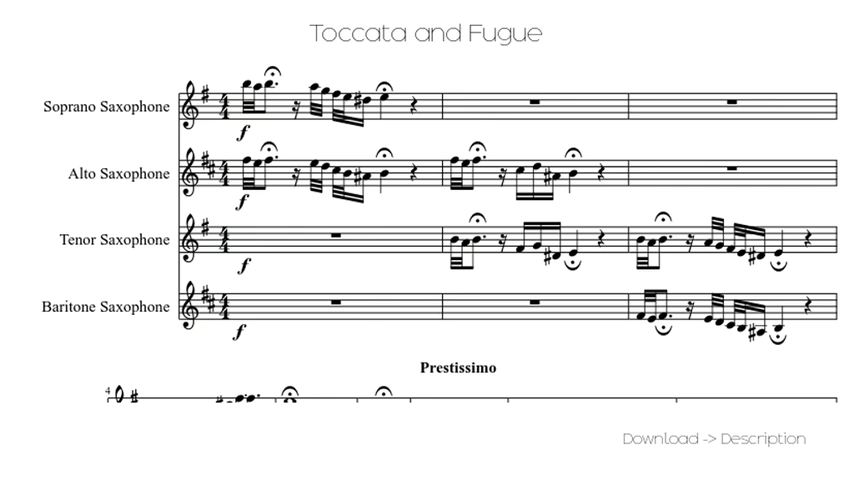 Toccata and Fugue
Soprano Saxophone
f
Alto Saxophone
f
Tenor Saxophone
f
Baritone Saxophone
f
Prestissimo
4
Download -> Description